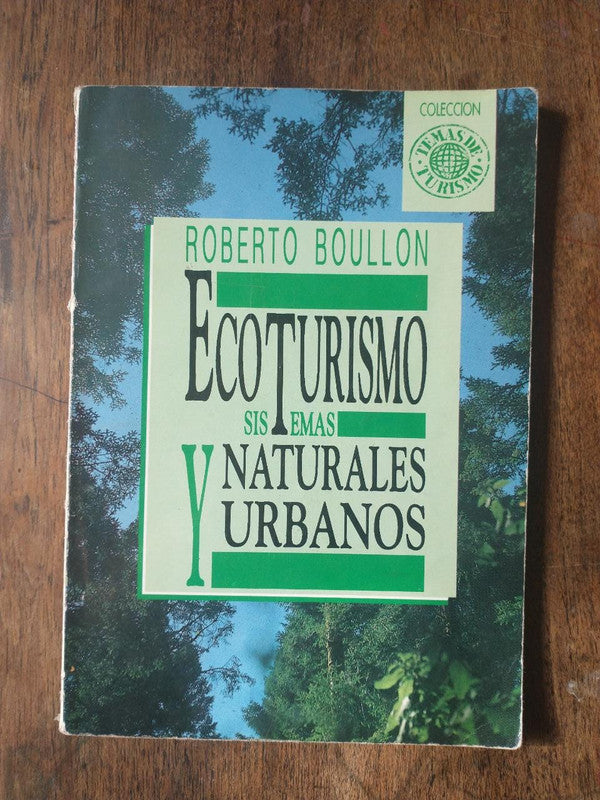 COLECCION
TEMAS DE
TURISMO
ROBERTO BOULLON
ECOTURISMO
SISTEMAS
NATURALES
Y URBANOS